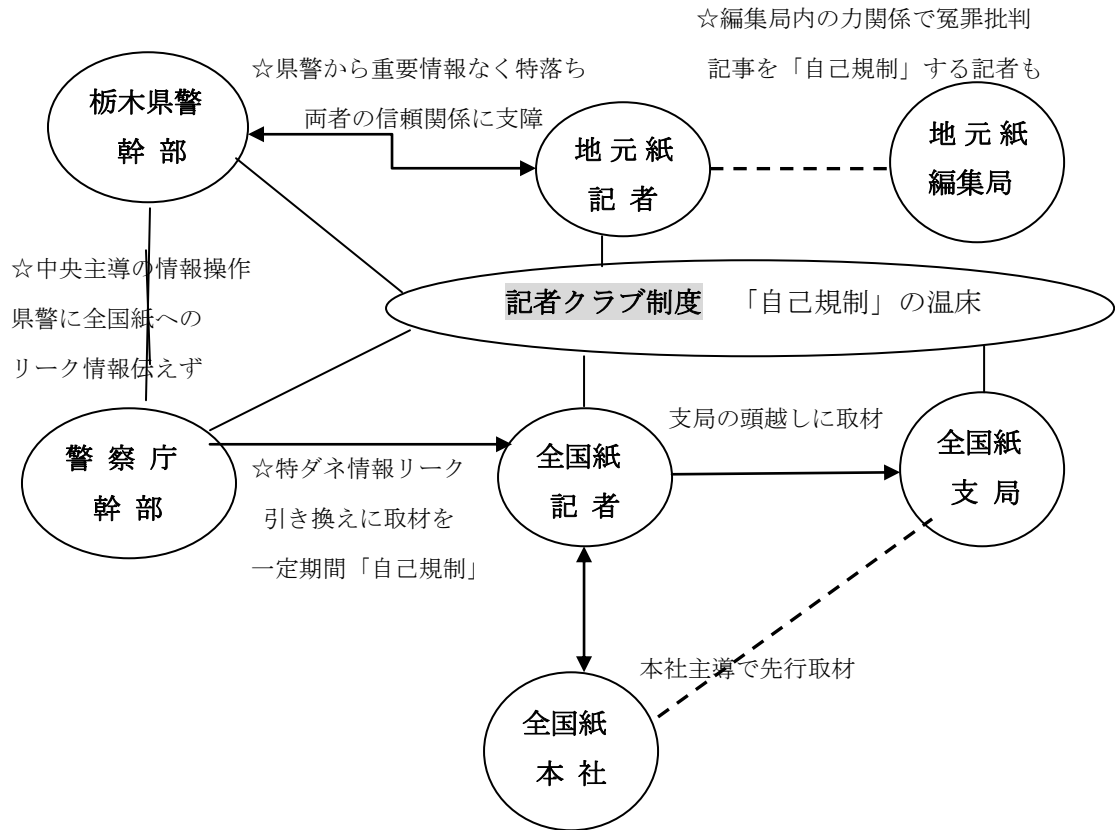 ☆編集局内の力関係で冤罪批判
記事を「自己規制」する記者も
☆県警から重要情報なく特落ち
両者の信頼関係に支障
栃木県警
幹 部
地 元 紙
記 者
地 元 紙
編集局
☆中央主導の情報操作
県警に全国紙への
リーク情報伝えず
記者クラブ制度 「自己規制」の温床
警 察 庁
幹 部
☆特ダネ情報リーク
引き換えに取材を
一定期間「自己規制」
全国紙
記 者
支局の頭越しに取材
全国紙
支 局
本社主導で先行取材
全国紙
本 社